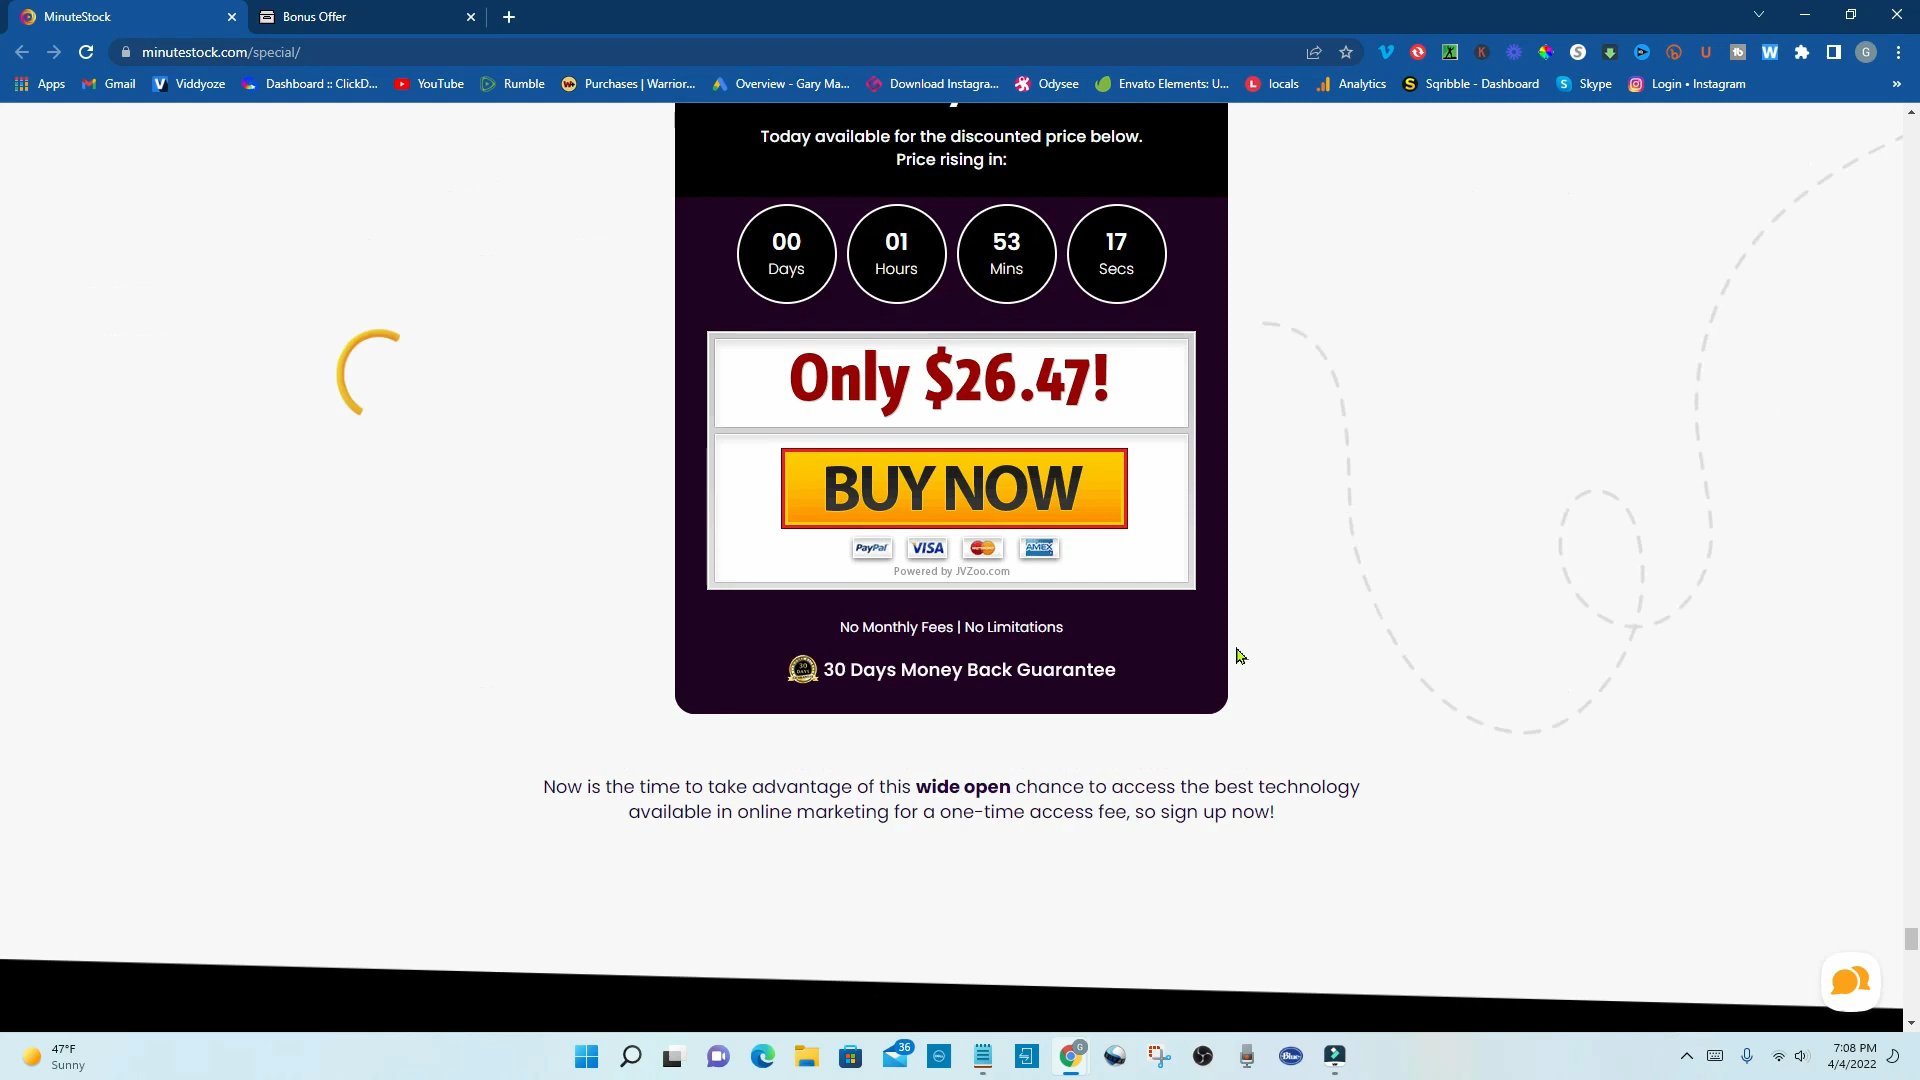 MinuteStock
Bonus Offer
minutestock.com/special/
Apps
Gmail
Viddyoze
Dashboard :: ClickD...
YouTube
Rumble
Purchases | Warrior...
Overview - Gary Ma...
Download Instagra...
Odysee
Envato Elements: U...
locals
Analytics
Sqribble - Dashboard
Skype
Login • Instagram
»
Today available for the discounted price below.
Price rising in:
00
Days
01
Hours
53
Mins
17
Secs
Only $26.47!
BUY NOW
PayPal
VISA
AMEX
Powered by JVZoo.com
No Monthly Fees | No Limitations
30 Days Money Back Guarantee
Now is the time to take advantage of this wide open chance to access the best technology
available in online marketing for a one-time access fee, so sign up now!
47°F
Sunny
36
7:08 PM
4/4/2022